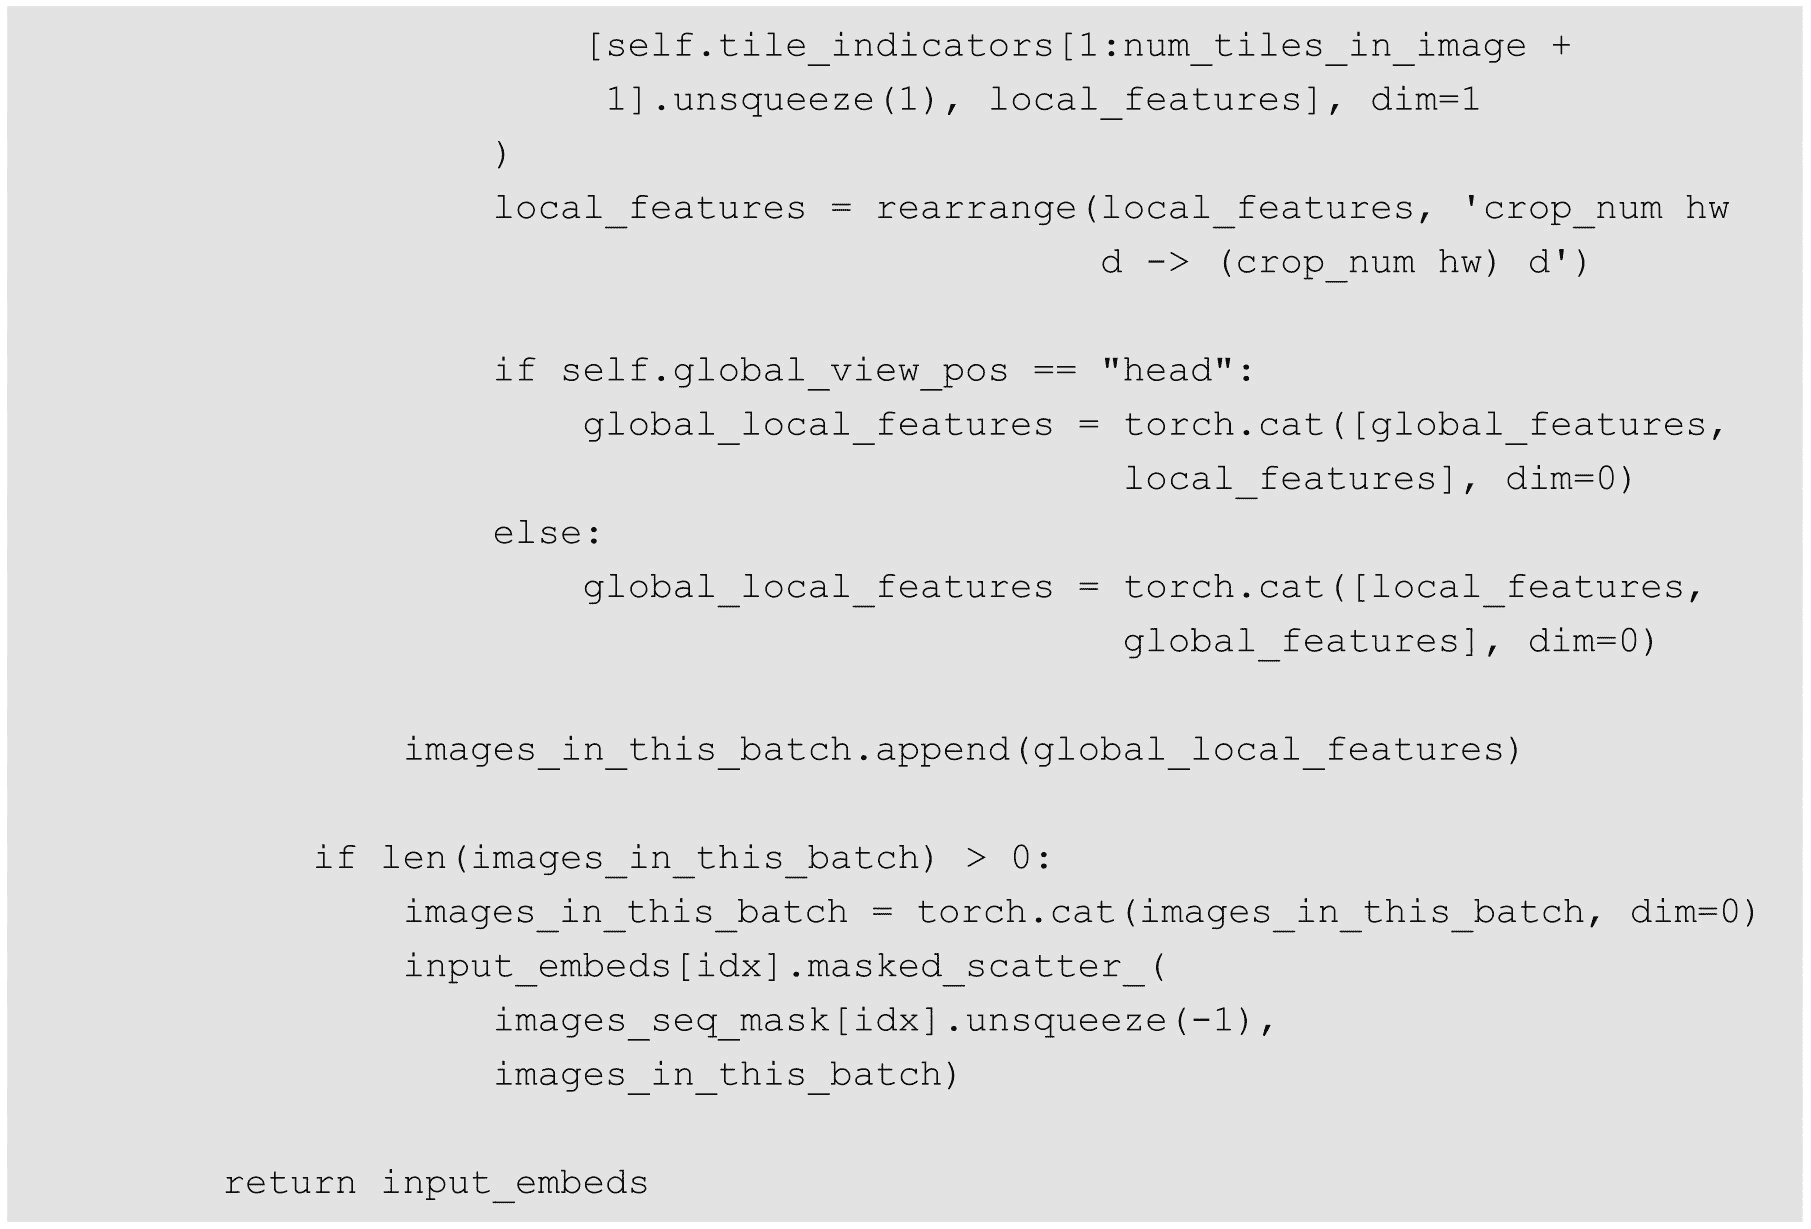 [self.tile_indicators[1:num_tiles_in_image +
1].unsqueeze(1), local_features], dim=1
)
local_features = rearrange(local_features, 'crop_num hw
d -> (crop_num hw) d')
if self.global_view_pos == "head":
global_local_features = torch.cat([global_features,
local_features], dim=0)
else:
global_local_features = torch.cat([local_features,
global_features], dim=0)
images_in_this_batch.append(global_local_features)
if len(images_in_this_batch) > 0:
images_in_this_batch = torch.cat(images_in_this_batch, dim=0)
input_embeds[idx].masked_scatter_(
images_seq_mask[idx].unsqueeze(-1),
images_in_this_batch)
return input_embeds